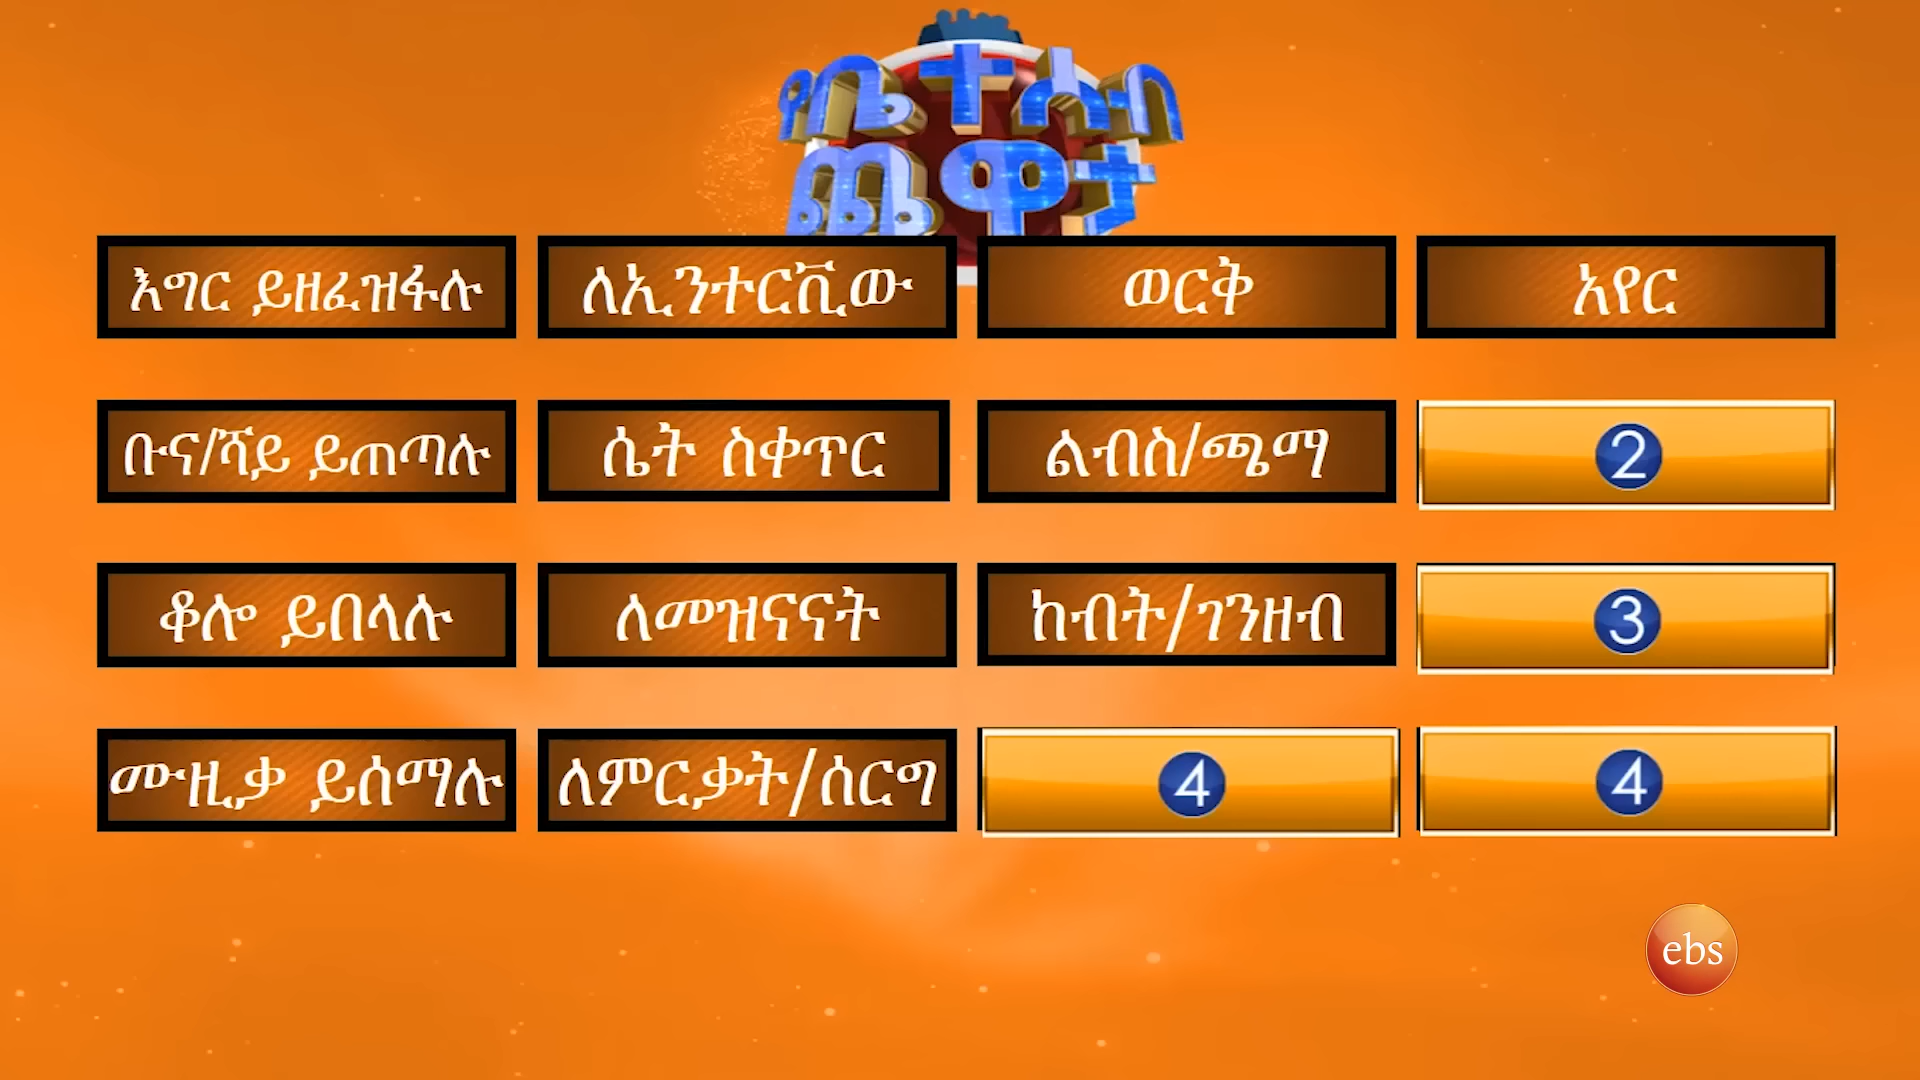 የቤተሰብ
ጨዋታ
እግር ይዘፈዝፋሉ
ለኢንተርቪው
ወርቅ
አየር
ቡና/ሻይ ይጠጣሉ
ሴት ስቀጥር
ልብስ/ጫማ
2
ቆሎ ይበላሉ
ለመዝናናት
ከብት/ገንዘብ
3
ሙዚቃ ይሰማሉ
ለምርቃት/ሰርግ
4
4
ebs